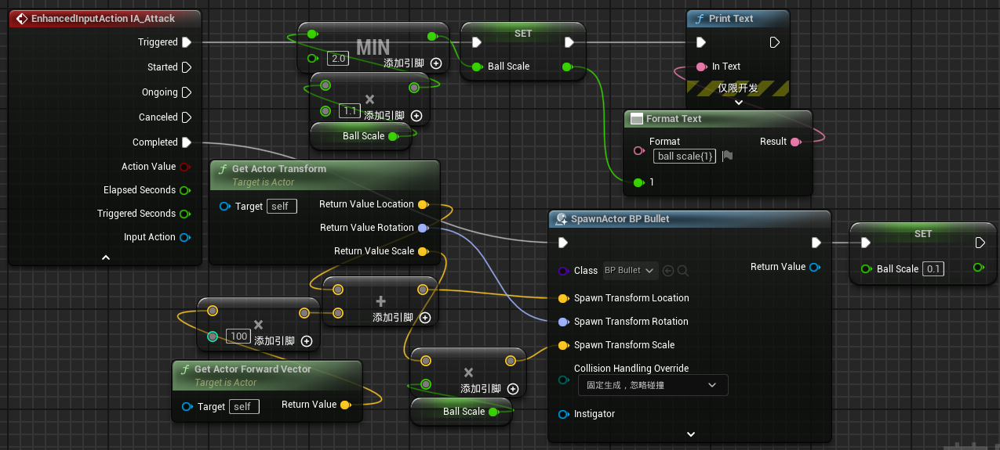 EnhancedInputAction IA_Attack
Triggered
Started
Ongoing
Canceled
Completed
Action Value
Elapsed Seconds
Triggered Seconds
Input Action
MIN
2.0
添加引脚
×
1.1
添加引脚
Ball Scale
SET
Ball Scale
Print Text
In Text
仅限开发
Format Text
Format
ball scale{1}
Result
1
Get Actor Transform
Target is Actor
Target
self
Return Value Location
Return Value Rotation
Return Value Scale
+
添加引脚
×
100
添加引脚
Get Actor Forward Vector
Target is Actor
Target
self
Return Value
×
添加引脚
Ball Scale
SpawnActor BP Bullet
Class
BP Bullet
Return Value
Spawn Transform Location
Spawn Transform Rotation
Spawn Transform Scale
Collision Handling Override
固定生成，忽略碰撞
Instigator
SET
Ball Scale
0.1